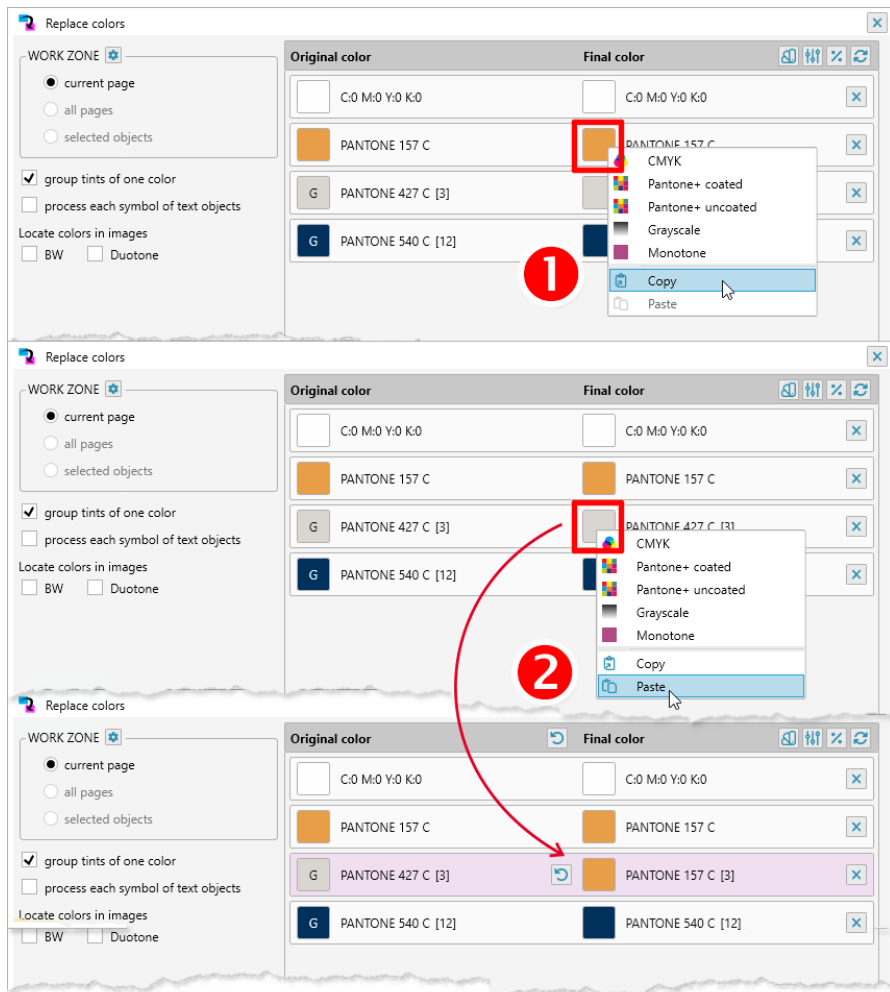 Replace colors
WORK ZONE
current page
all pages
selected objects
group tints of one color
process each symbol of text objects
Locate colors in images
BW Duotone
Original color Final color
C:0 M:0 Y:0 K:0 C:0 M:0 Y:0 K:0
PANTONE 157 C PANTONE 157 C
G PANTONE 427 C [3]
G PANTONE 540 C [12]
CMYK
Pantone+ coated
Pantone+ uncoated
Grayscale
Monotone
Copy
Paste
1
Replace colors
WORK ZONE
current page
all pages
selected objects
group tints of one color
process each symbol of text objects
Locate colors in images
BW Duotone
Original color Final color
C:0 M:0 Y:0 K:0 C:0 M:0 Y:0 K:0
PANTONE 157 C PANTONE 157 C
G PANTONE 427 C [3] PANTONE 427 C [3]
G PANTONE 540 C [12]
CMYK
Pantone+ coated
Pantone+ uncoated
Grayscale
Monotone
Copy
Paste
2
Replace colors
WORK ZONE
current page
all pages
selected objects
group tints of one color
process each symbol of text objects
Locate colors in images
BW Duotone
Original color Final color
C:0 M:0 Y:0 K:0 C:0 M:0 Y:0 K:0
PANTONE 157 C PANTONE 157 C
G PANTONE 427 C [3] PANTONE 157 C [3]
G PANTONE 540 C [12] PANTONE 540 C [12]